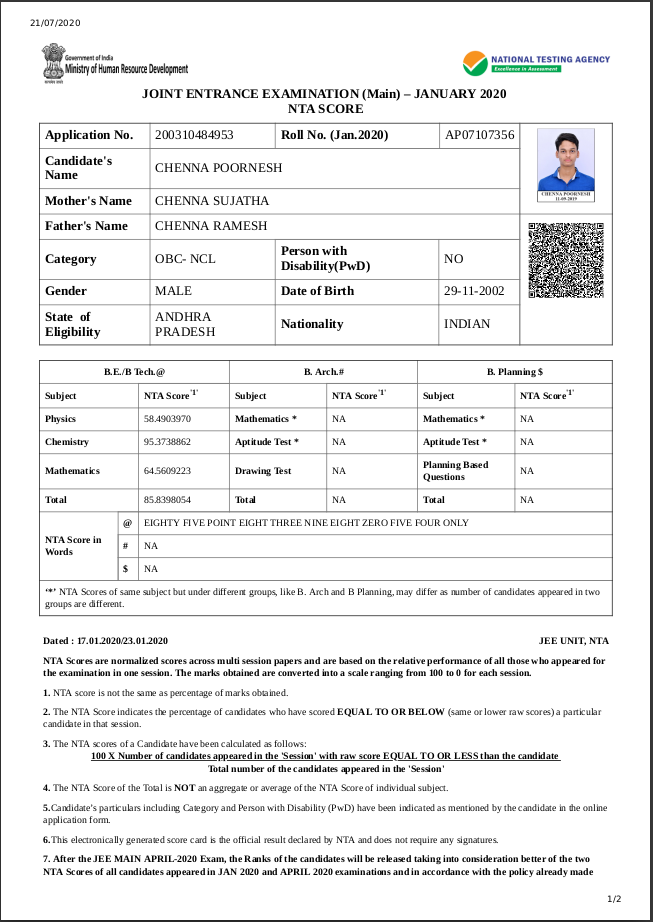 21/07/2020
Government of India
Ministry of Human Resource Development
NATIONAL TESTING AGENCY
Excellence in Assessment
JOINT ENTRANCE EXAMINATION (Main) – JANUARY 2020
NTA SCORE
Application No. 200310484953 Roll No. (Jan.2020) AP07107356
Candidate's
Name
CHENNA POORNESH
CHENNA POORNESH
11-09-2019
Mother's Name CHENNA SUJATHA
Father's Name CHENNA RAMESH
Category OBC- NCL
Person with
Disability(PwD)
NO
Gender MALE Date of Birth 29-11-2002
State of
Eligibility
ANDHRA
PRADESH
Nationality INDIAN
B.E./B Tech.@ B. Arch.# B. Planning $
Subject NTA Score'1' Subject NTA Score'1' Subject NTA Score'1'
Physics 58.4903970 Mathematics * NA Mathematics * NA
Chemistry 95.3738862 Aptitude Test * NA Aptitude Test * NA
Mathematics 64.5609223 Drawing Test NA
Planning Based
Questions
NA
Total 85.8398054 Total NA Total NA
NTA Score in
Words
@ EIGHTY FIVE POINT EIGHT THREE NINE EIGHT ZERO FIVE FOUR ONLY
# NA
$ NA
'*' NTA Scores of same subject but under different groups, like B. Arch and B Planning, may differ as number of candidates appeared in two
groups are different.
Dated : 17.01.2020/23.01.2020 JEE UNIT, NTA
NTA Scores are normalized scores across multi session papers and are based on the relative performance of all those who appeared for
the examination in one session. The marks obtained are converted into a scale ranging from 100 to 0 for each session.
1. NTA score is not the same as percentage of marks obtained.
2. The NTA Score indicates the percentage of candidates who have scored EQUAL TO OR BELOW (same or lower raw scores) a particular
candidate in that session.
3. The NTA scores of a Candidate have been calculated as follows:
100 X Number of candidates appeared in the 'Session' with raw score EQUAL TO OR LESS than the candidate
Total number of the candidates appeared in the 'Session'
4. The NTA Score of the Total is NOT an aggregate or average of the NTA Score of individual subject.
5.Candidate's particulars including Category and Person with Disability (PwD) have been indicated as mentioned by the candidate in the online
application form.
6.This electronically generated score card is the official result declared by NTA and does not require any signatures.
7. After the JEE MAIN APRIL-2020 Exam, the Ranks of the candidates will be released taking into consideration better of the two
NTA Scores of all candidates appeared in JAN 2020 and APRIL 2020 examinations and in accordance with the policy already made
1/2